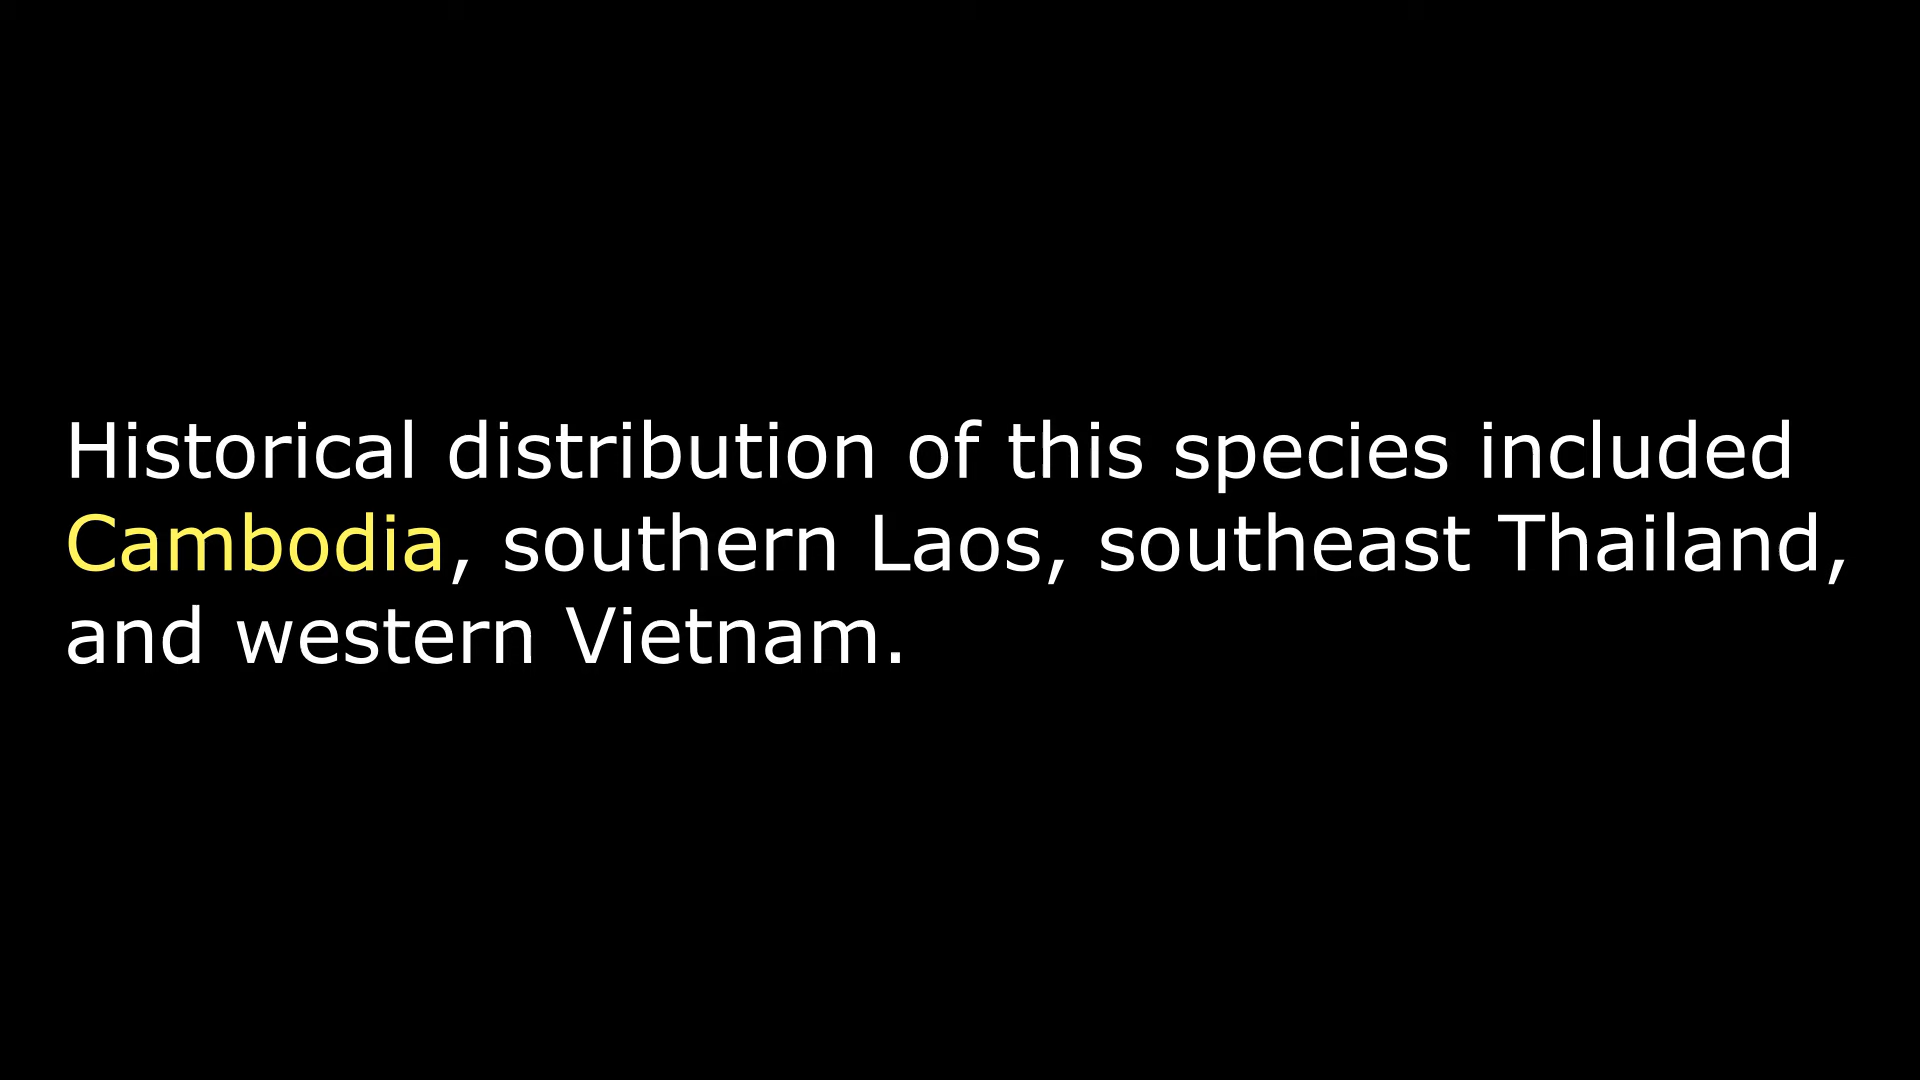 Historical distribution of this species included
Cambodia, southern Laos, southeast Thailand,
and western Vietnam.